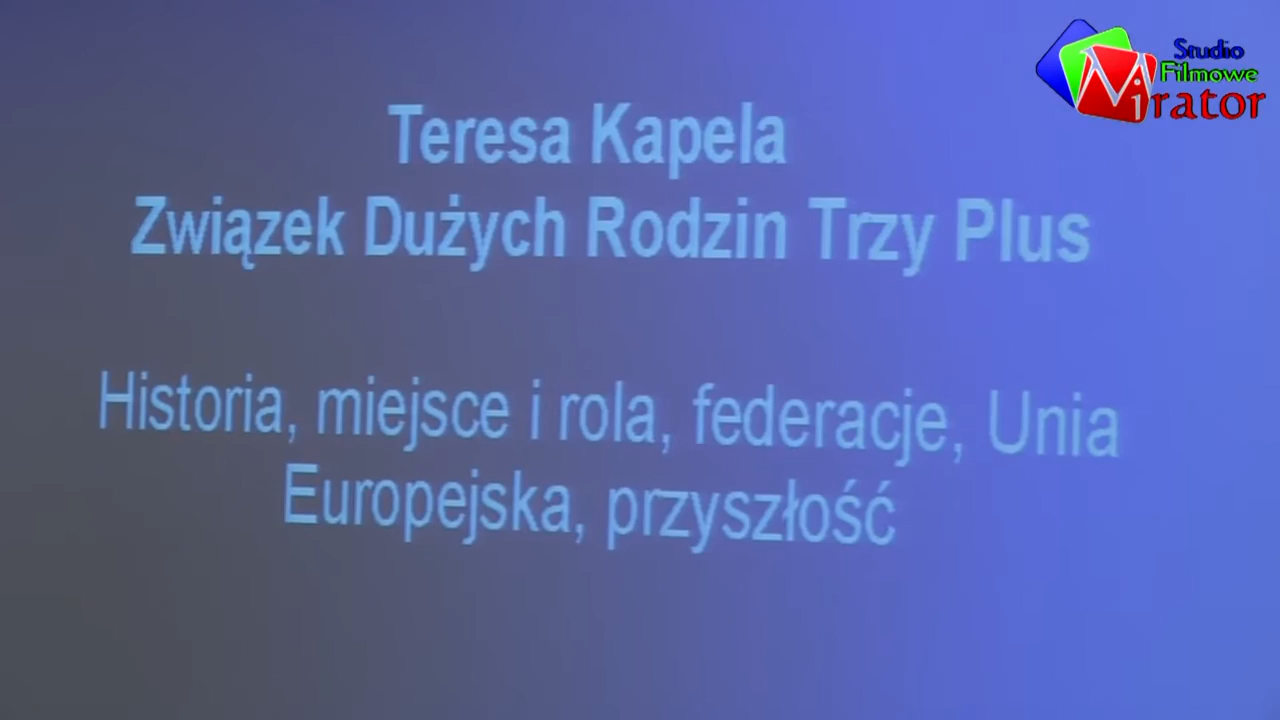 Studio
Filmowe
Mirator
Teresa Kapela
Związek Dużych Rodzin Trzy Plus
Historia, miejsce i rola, federacje, Unia
Europejska, przyszłość